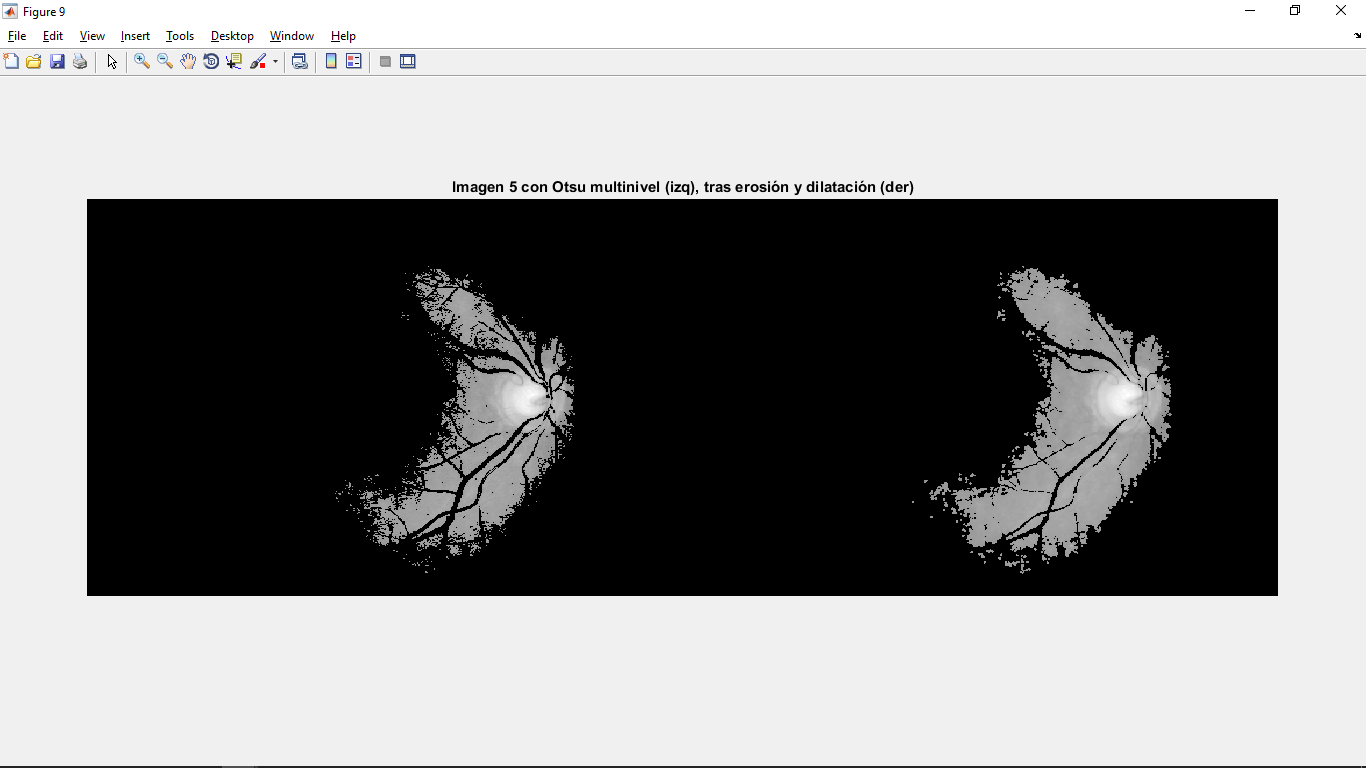 Figure 9
File Edit View Insert Tools Desktop Window Help
Imagen 5 con Otsu multinivel (izq), tras erosión y dilatación (der)